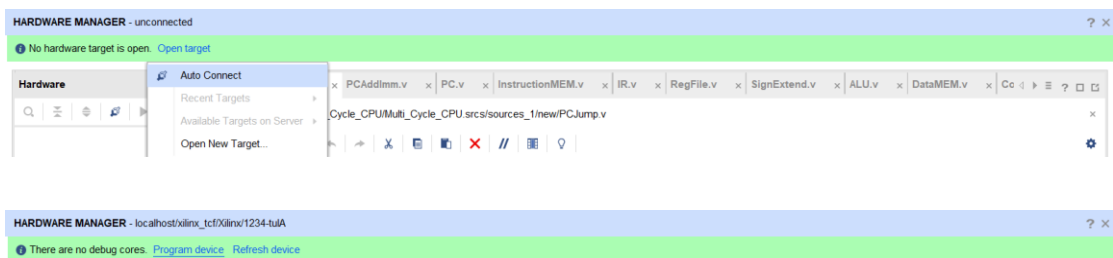 HARDWARE MANAGER - unconnected
No hardware target is open. Open target
Hardware
Auto Connect
PCAddImm.v
PC.v
InstructionMEM.v
IR.v
RegFile.v
SignExtend.v
ALU.v
DataMEM.v
Recent Targets
Available Targets on Server
_Cycle_CPU/Multi_Cycle_CPU.srcs/sources_1/new/PCJump.v
Open New Target...
HARDWARE MANAGER - localhost/xilinx_tcf/Xilinx/1234-tulA
There are no debug cores. Program device Refresh device